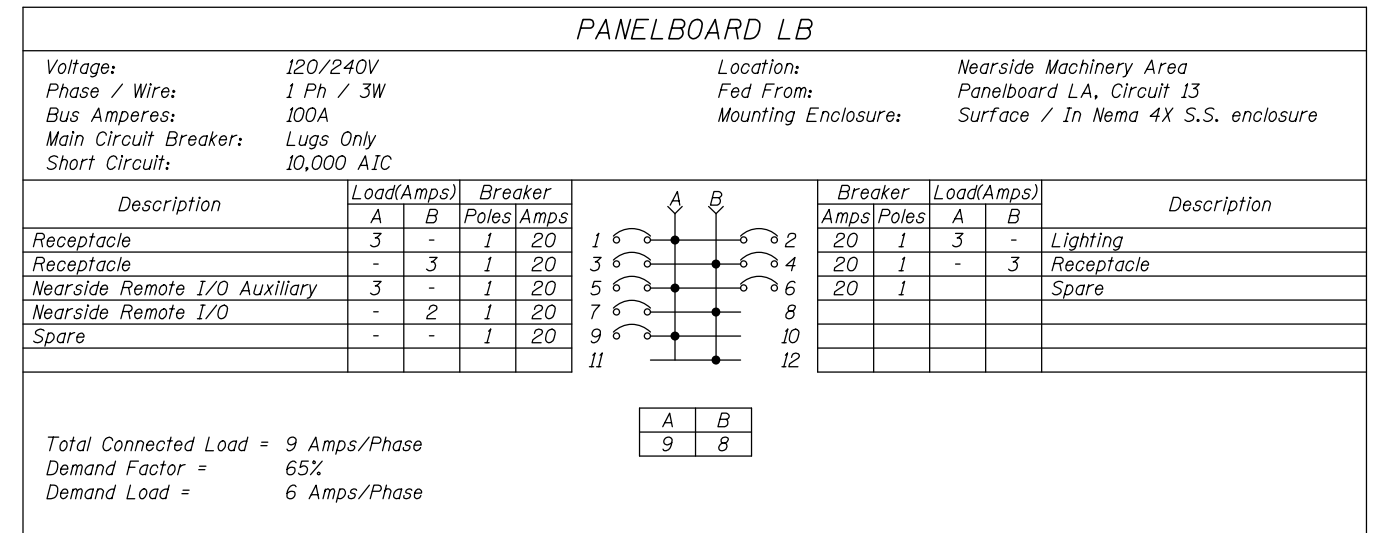 PANELBOARD LB
Voltage: 120/240V Location: Nearside Machinery Area
Phase / Wire: 1 Ph / 3W Fed From: Panelboard LA, Circuit 13
Bus Amperes: 100A Mounting Enclosure: Surface / In Nema 4X S.S. enclosure
Main Circuit Breaker: Lugs Only
Short Circuit: 10,000 AIC
Description Load(Amps) Breaker A B Breaker Load(Amps) Description
A B Poles Amps Amps Poles A B
Receptacle 3 - 1 20 1 2 20 1 3 - Lighting
Receptacle - 3 1 20 3 4 20 1 - 3 Receptacle
Nearside Remote I/O Auxiliary 3 - 1 20 5 6 20 1 Spare
Nearside Remote I/O - 2 1 20 7 8
Spare - - 1 20 9 10
11 12
A B
9 8
Total Connected Load = 9 Amps/Phase
Demand Factor = 65%
Demand Load = 6 Amps/Phase